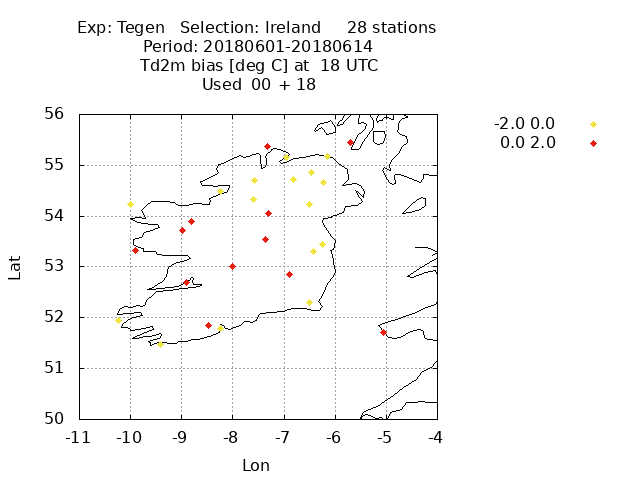 Exp: Tegen   Selection: Ireland     28 stations
Period: 20180601-20180614
Td2m bias [deg C] at  18 UTC
Used  00 + 18
-2.0 0.0
0.0 2.0
56
55
54
53
52
51
50
Lat
-11 -10 -9 -8 -7 -6 -5 -4
Lon